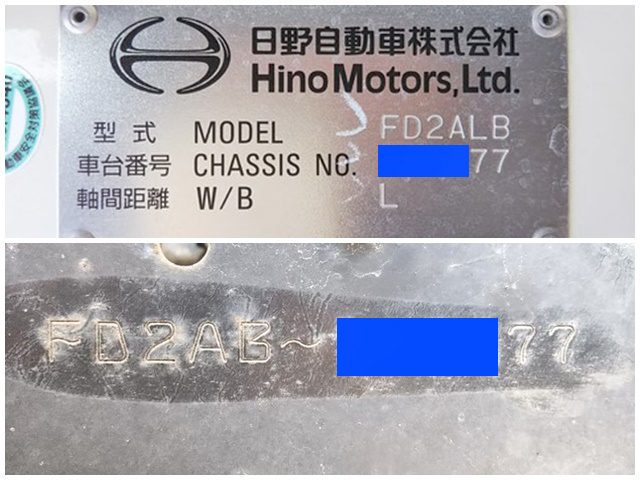 日野自動車株式会社
Hino Motors, Ltd.
型式 MODEL FD2ALB
車台番号 CHASSIS NO. 77
軸間距離 W/B L
FD2AB~ 77